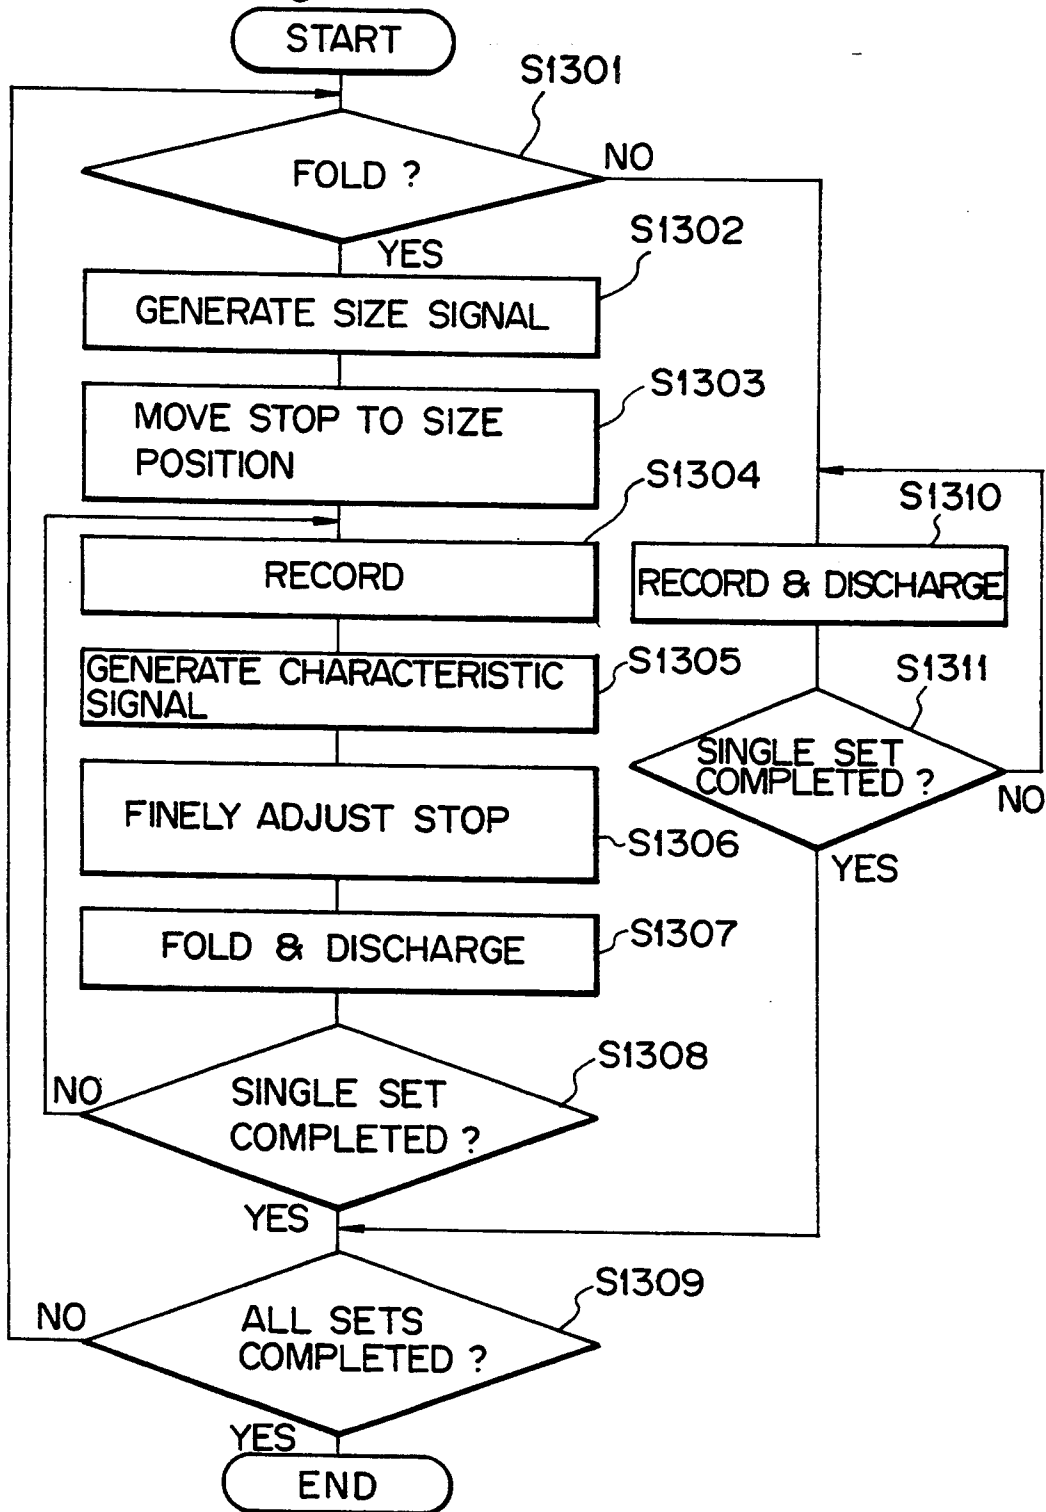 START
S1301
FOLD ?
NO
YES
S1302
GENERATE SIZE SIGNAL
S1303
MOVE STOP TO SIZE
POSITION
S1304
RECORD
S1310
RECORD & DISCHARGE
S1305
GENERATE CHARACTERISTIC
SIGNAL
S1311
SINGLE SET
COMPLETED ?
NO
YES
FINELY ADJUST STOP
S1306
FOLD & DISCHARGE
S1307
S1308
NO
SINGLE SET
COMPLETED ?
YES
S1309
NO
ALL SETS
COMPLETED ?
YES
END